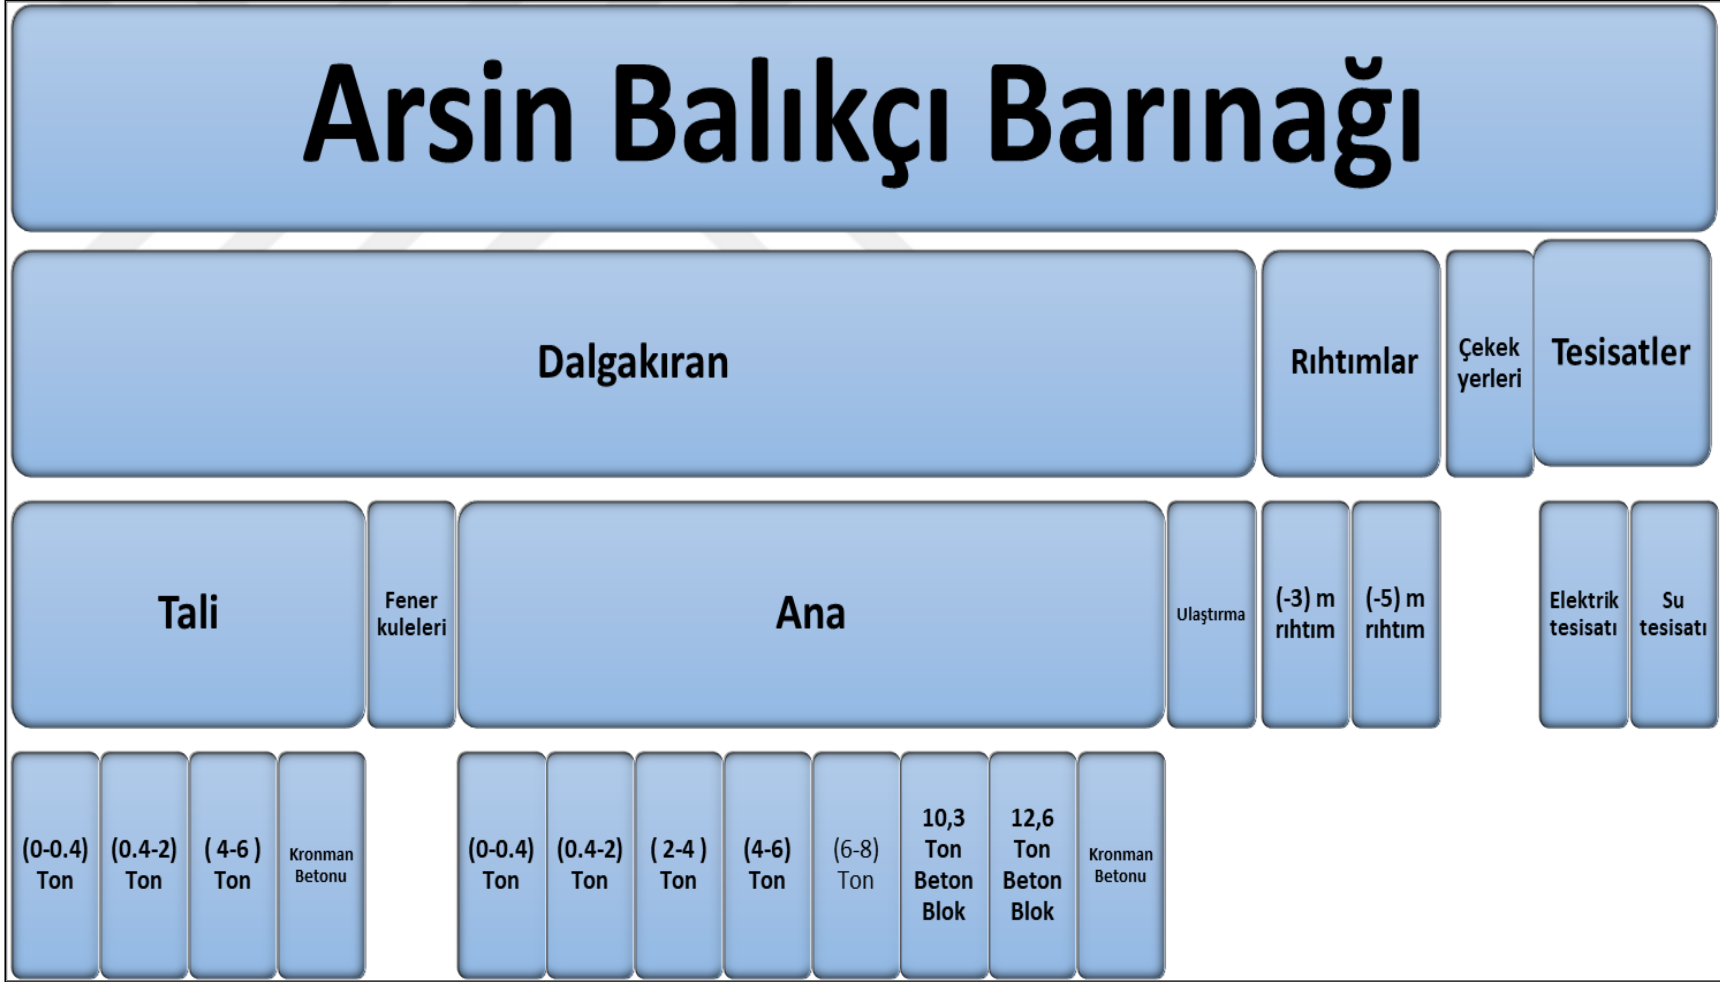 Arsin Balıkçı Barınağı
Dalgakıran
Rıhtımlar
Çekek
yerleri
Tesisatler
Tali
Fener
kuleleri
Ana
Ulaştırma
(-3) m
rıhtım
(-5) m
rıhtım
Elektrik
tesisatı
Su
tesisatı
(0-0.4)
Ton
(0.4-2)
Ton
( 4-6 )
Ton
Kronman
Betonu
(0-0.4)
Ton
(0.4-2)
Ton
( 2-4 )
Ton
(4-6)
Ton
(6-8)
Ton
10,3
Ton
Beton
Blok
12,6
Ton
Beton
Blok
Kronman
Betonu